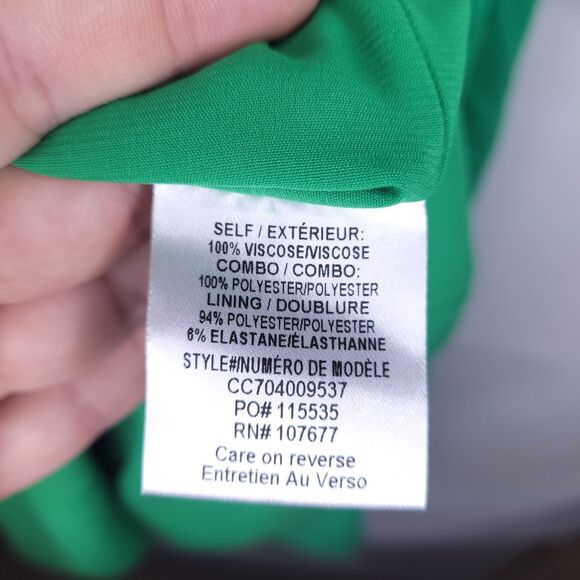 SELF / EXTÉRIEUR:
100% VISCOSE/VISCOSE
COMBO / COMBO:
100% POLYESTER/POLYESTER
LINING / DOUBLURE
94% POLYESTER/POLYESTER
6% ELASTANE/ÉLASTHANNE
STYLE#/NUMÉRO DE MODÈLE
CC704009537
PO# 115535
RN# 107677
Care on reverse
Entretien Au Verso